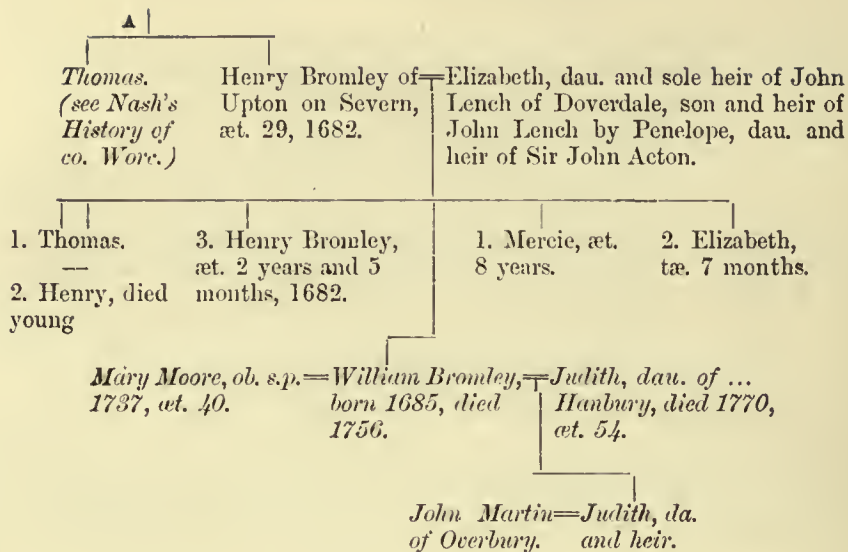 A
Thomas.
(see Nash's
History of
co. Worc.)
Henry Bromley of
Upton on Severn,
æt. 29, 1682.
Elizabeth, dau. and sole heir of John
Lench of Doverdale, son and heir of
John Lench by Penelope, dau. and
heir of Sir John Acton.
1. Thomas.
—
2. Henry, died
young
3. Henry Bromley,
æt. 2 years and 5
months, 1682.
1. Mercie, æt.
8 years.
2. Elizabeth,
tæ. 7 months.
Mary Moore, ob. s.p.
1737, æt. 40.
William Bromley,
born 1685, died
1756.
Judith, dau. of ...
Hanbury, died 1770,
æt. 54.
John Martin
of Overbury.
Judith, da.
and heir.